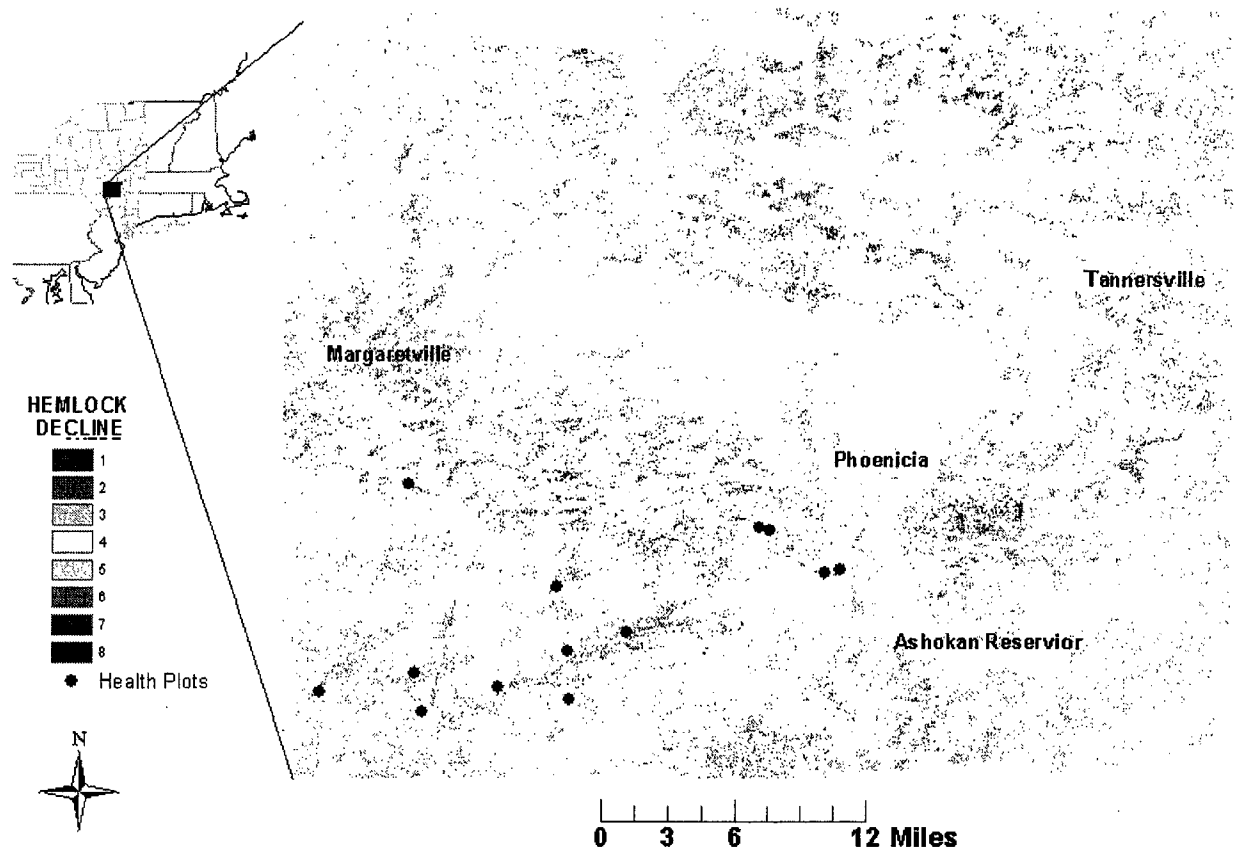 Tannersville
Margaretville
HEMLOCK
DECLINE
1
2
3
4
5
6
7
8
Health Plots
Phoenicia
Ashokan Reservior
N
0 3 6 12 Miles